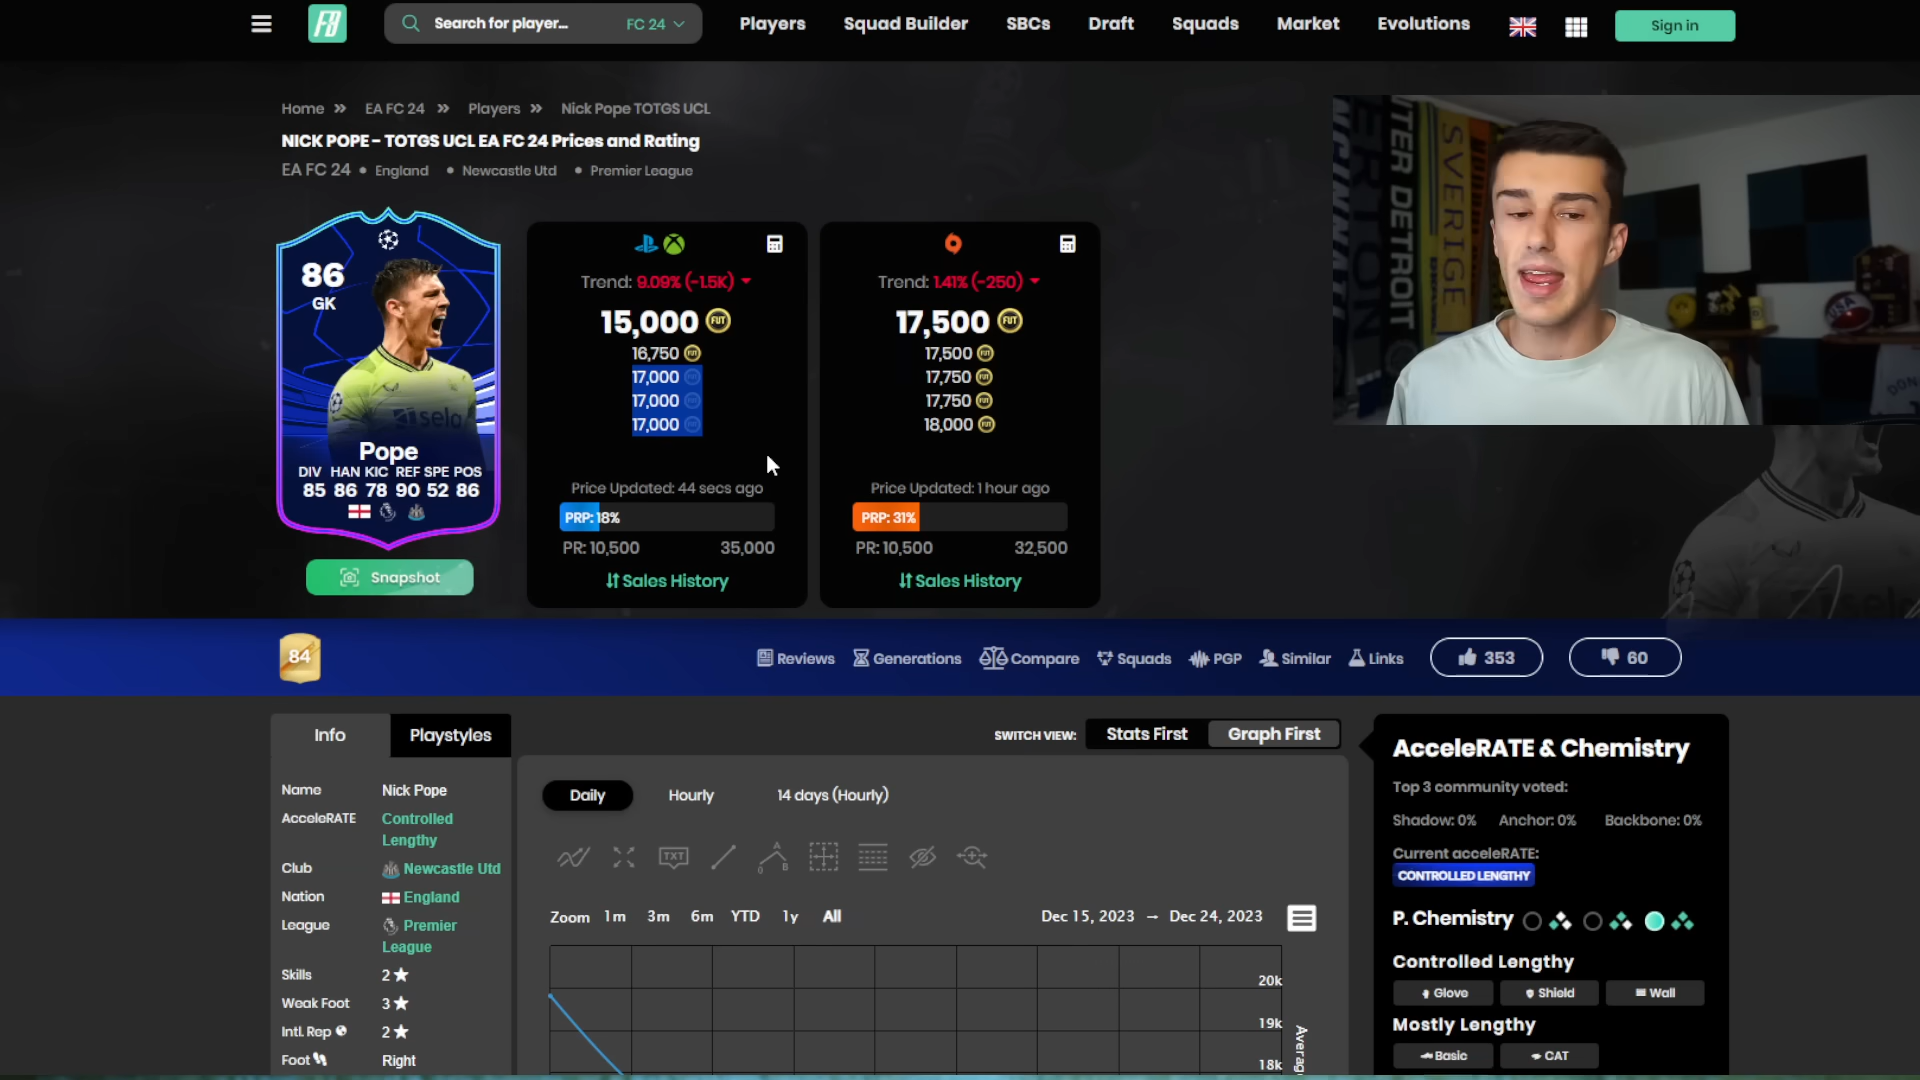 FB
Search for player...
FC 24
Players
Squad Builder
SBCs
Draft
Squads
Market
Evolutions
Sign in
Home » EA FC 24 » Players » Nick Pope TOTGS UCL
NICK POPE - TOTGS UCL EA FC 24 Prices and Rating
EA FC 24 • England • Newcastle Utd • Premier League
86
GK
sela
Pope
DIV HAN KIC REF SPE POS
85 86 78 90 52 86
Snapshot
Trend: 9.09% (-1.5K)
15,000 FUT
16,750
17,000
17,000
17,000
Price Updated: 44 secs ago
PRP: 18%
PR: 10,500 35,000
Sales History
Trend: 1.41% (-250)
17,500 FUT
17,500
17,750
17,750
18,000
Price Updated: 1 hour ago
PRP: 31%
PR: 10,500 32,500
Sales History
SVERIGE
INTER DETROIT
USA
84
Reviews
Generations
Compare
Squads
PGP
Similar
Links
353
60
Info
Playstyles
Name Nick Pope
AcceleRATE Controlled
Lengthy
Club Newcastle Utd
Nation England
League Premier
League
Skills 2
Weak Foot 3
Intl. Rep 2
Foot Right
SWITCH VIEW: Stats First Graph First
Daily Hourly 14 days (Hourly)
TXT
Zoom 1m 3m 6m YTD 1y All
Dec 15, 2023 → Dec 24, 2023
20k
19k
18k
AcceleRATE & Chemistry
Top 3 community voted:
Shadow: 0% Anchor: 0% Backbone: 0%
Current acceleRATE:
CONTROLLED LENGTHY
P. Chemistry
Controlled Lengthy
Glove Shield Wall
Mostly Lengthy
Basic CAT